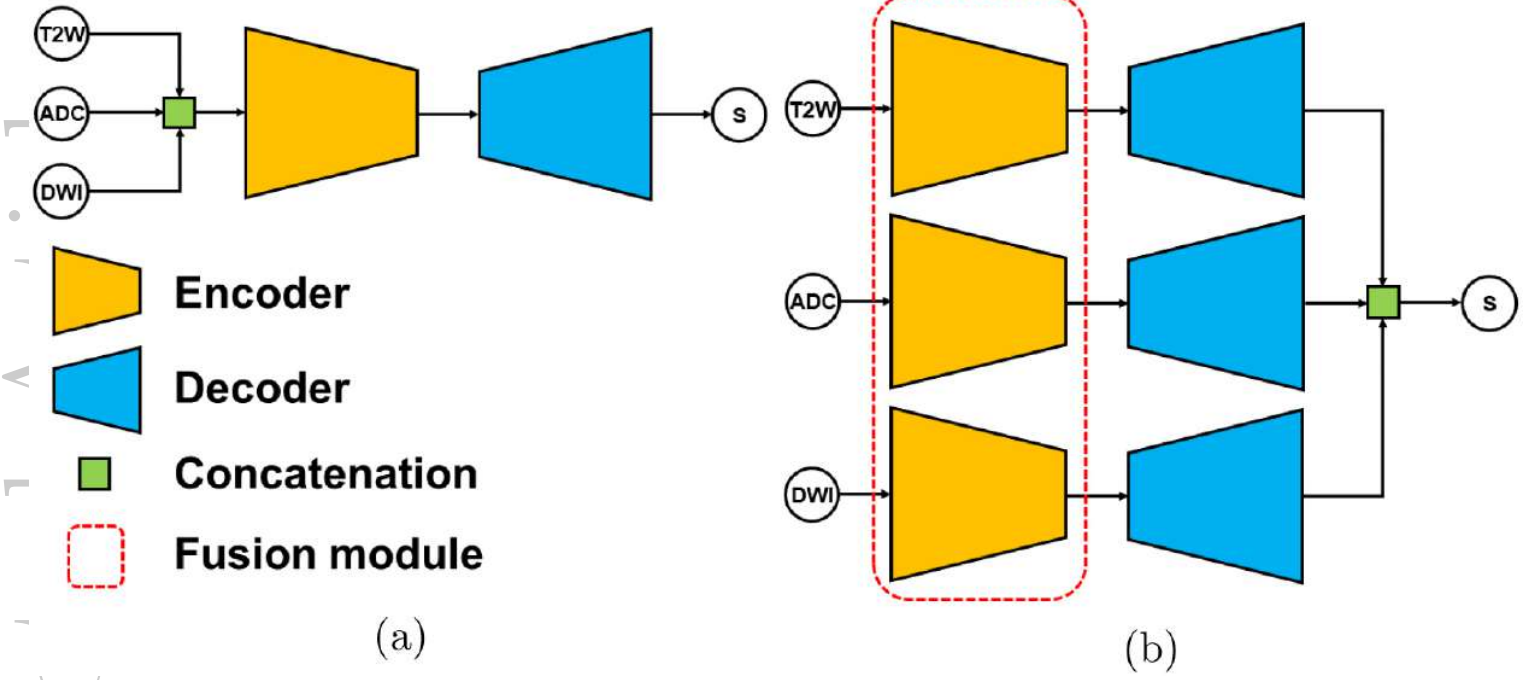 T2W
ADC
DWI
S
Encoder
Decoder
Concatenation
Fusion module
(a)
T2W
ADC
DWI
S
(b)